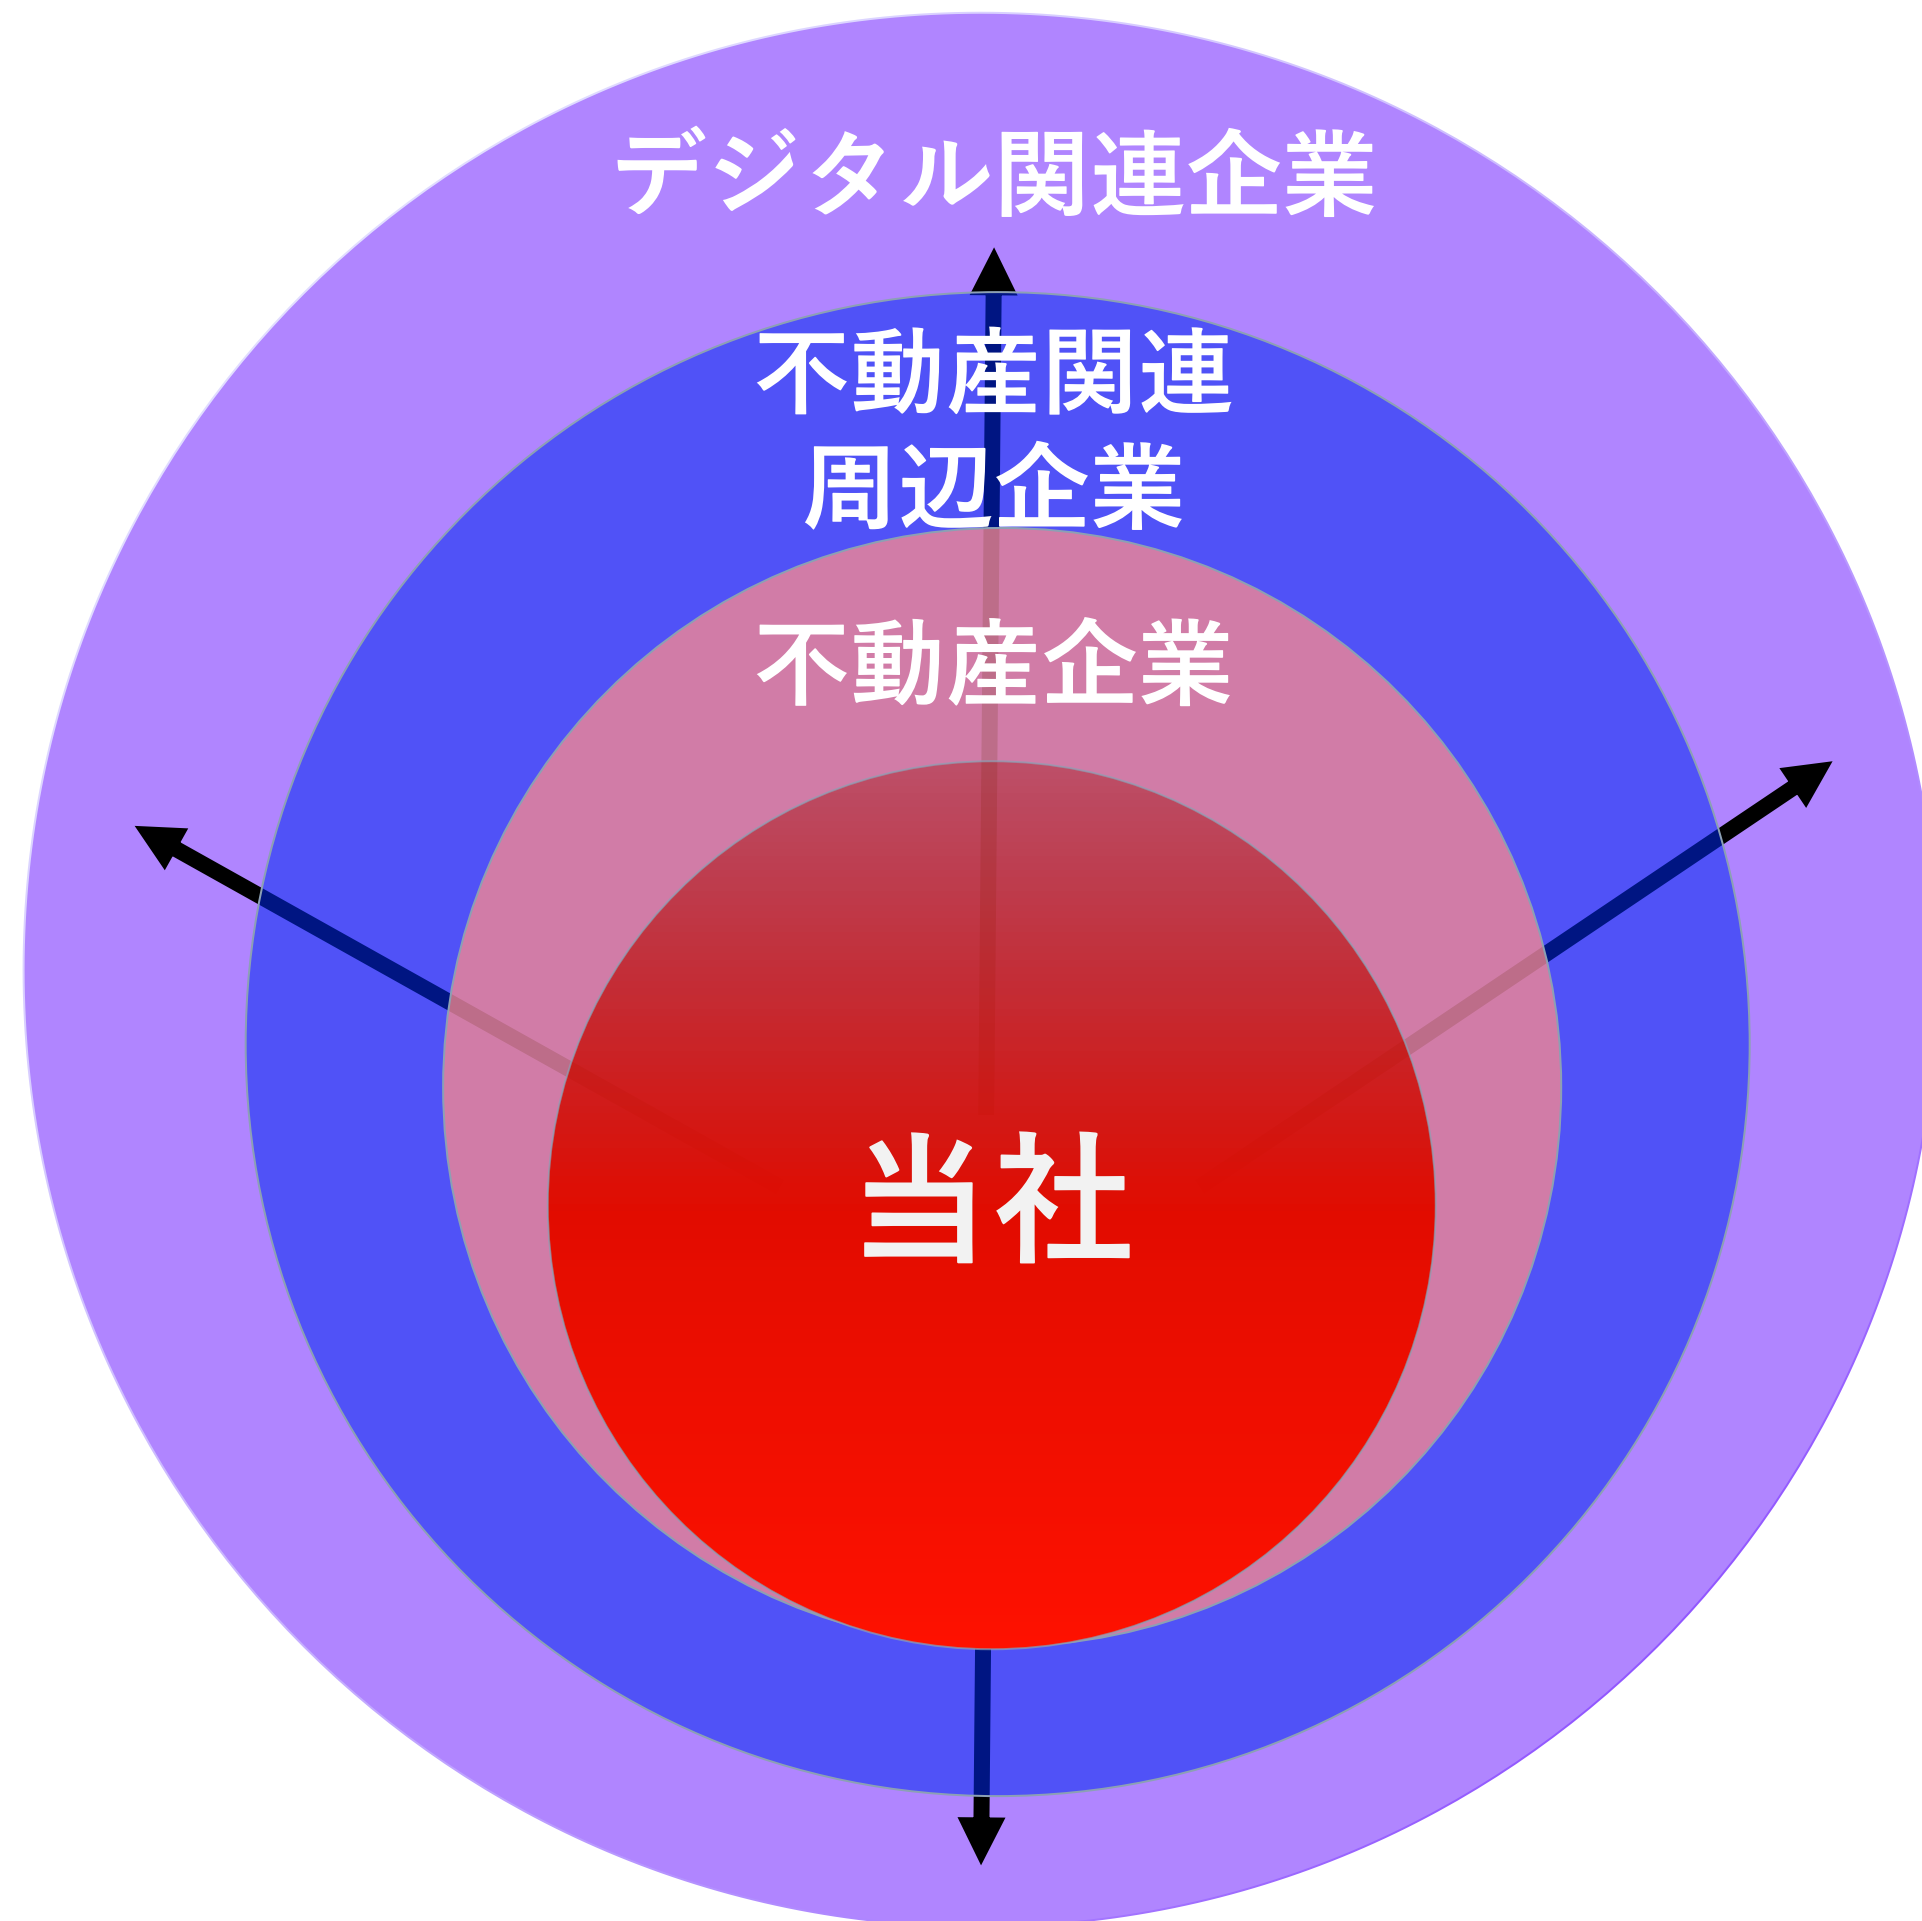 デジタル関連企業
不動産関連
周辺企業
不動産企業
当社